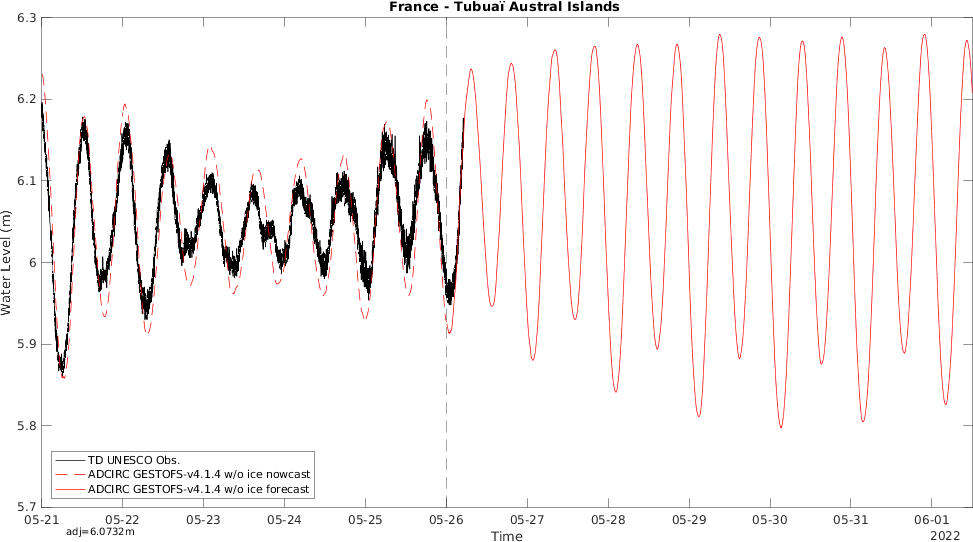 France - Tubuaï Austral Islands
6.3
6.2
6.1
6
5.9
5.8
5.7
Water Level (m)
TD UNESCO Obs.
ADCIRC GESTOFS-v4.1.4 w/o ice nowcast
ADCIRC GESTOFS-v4.1.4 w/o ice forecast
05-21 05-22 05-23 05-24 05-25 05-26 05-27 05-28 05-29 05-30 05-31 06-01
adj=6.0732m
Time
2022